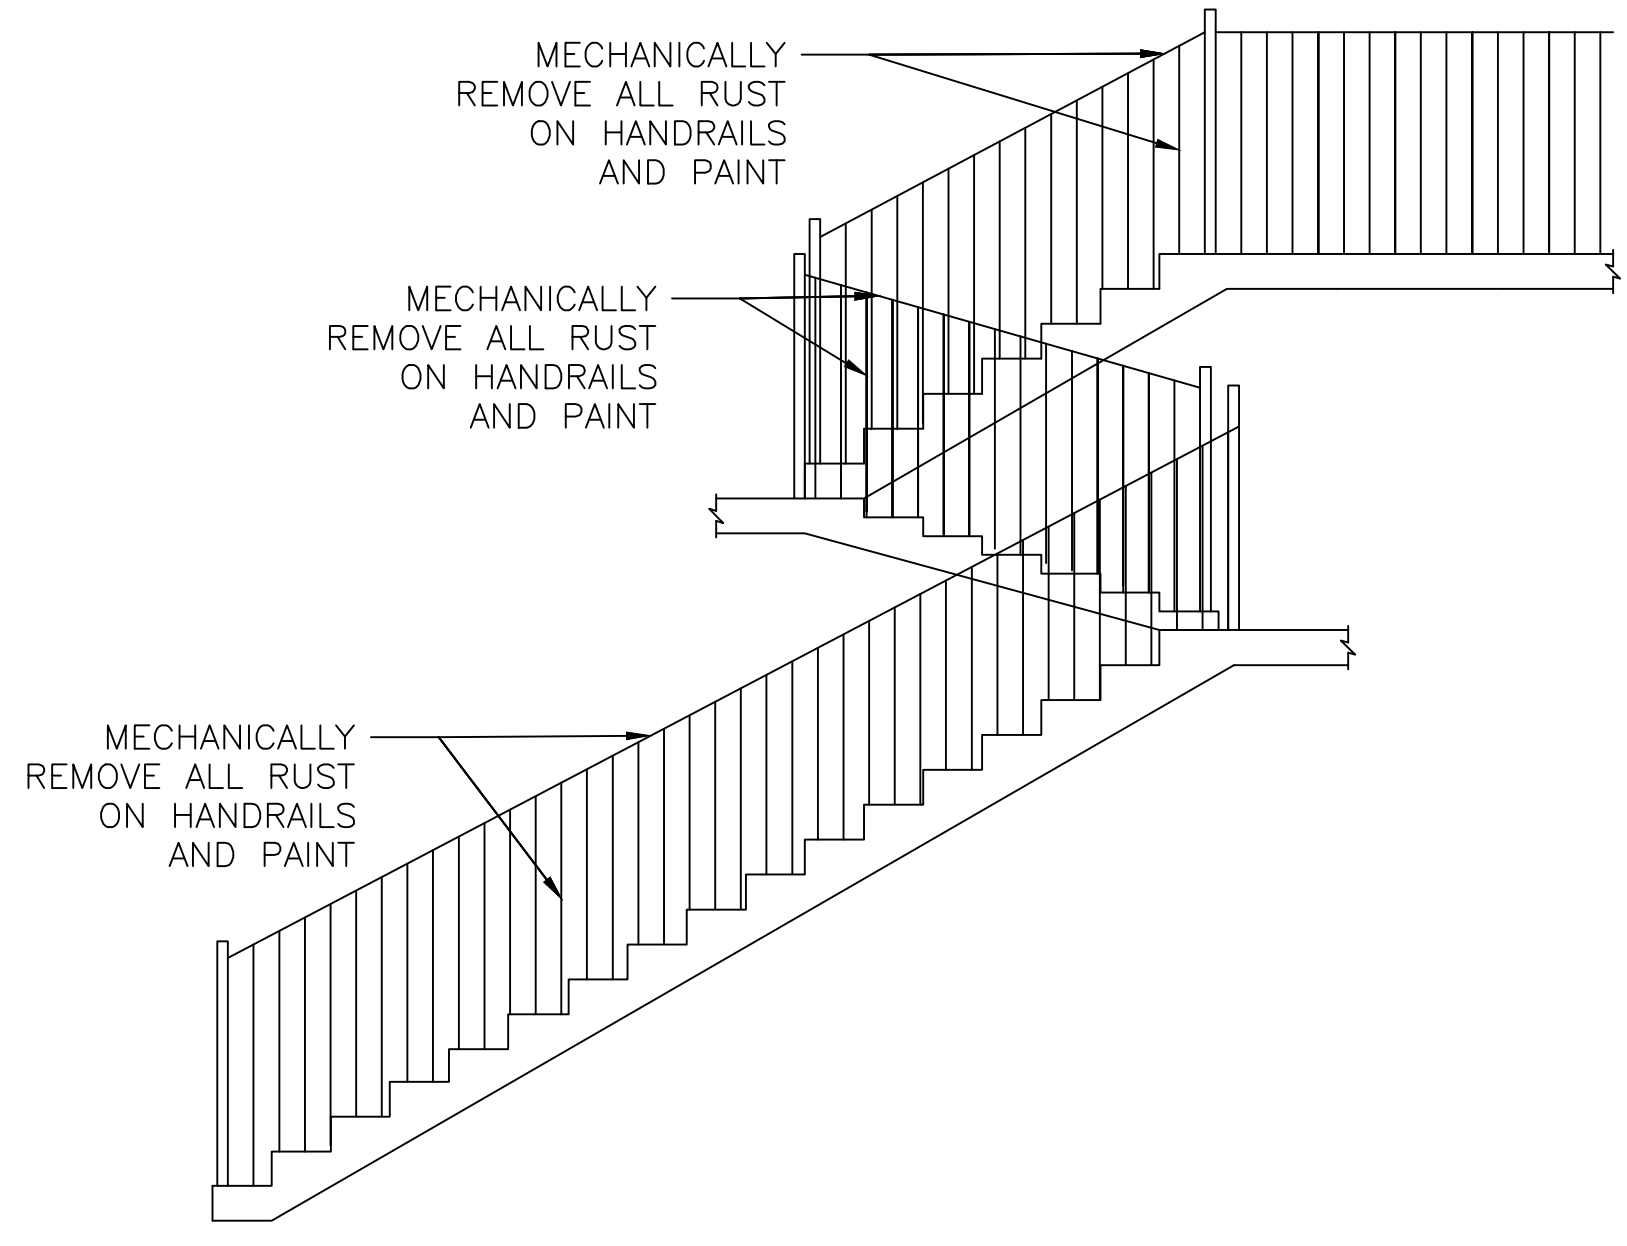 MECHANICALLY
REMOVE ALL RUST
ON HANDRAILS
AND PAINT
MECHANICALLY
REMOVE ALL RUST
ON HANDRAILS
AND PAINT
MECHANICALLY
REMOVE ALL RUST
ON HANDRAILS
AND PAINT